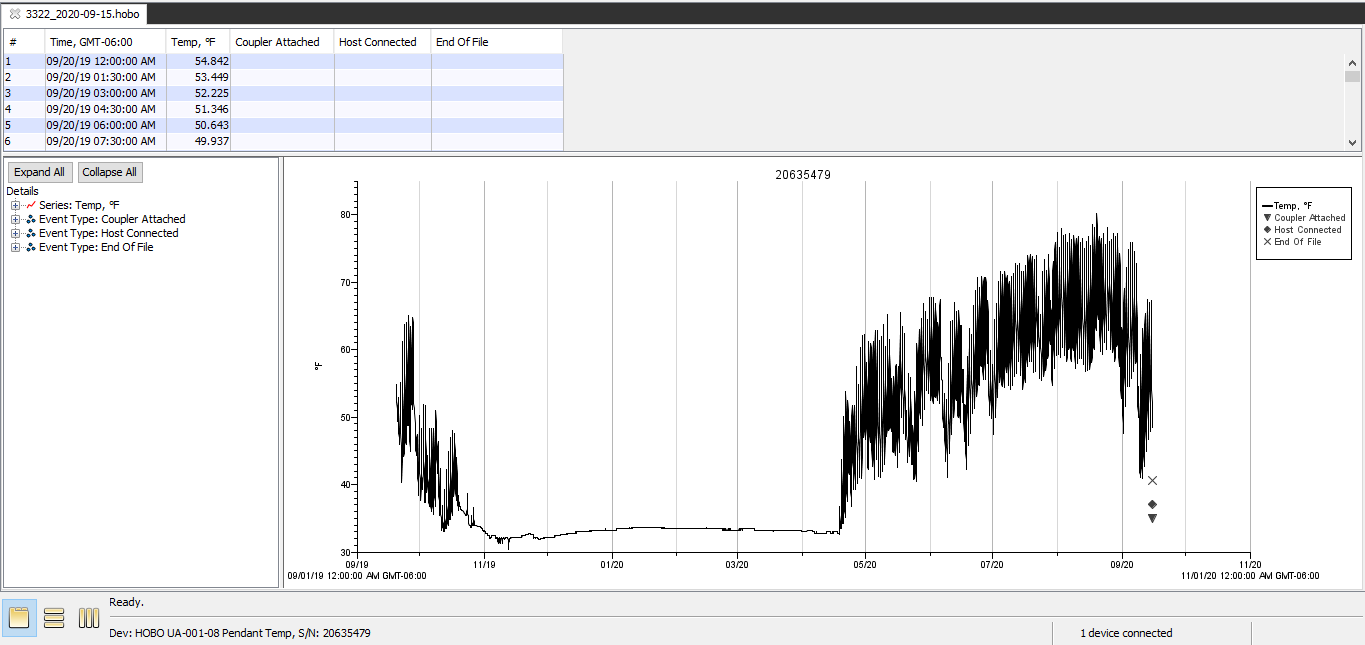 3322_2020-09-15.hobo
# Time, GMT-06:00 Temp, °F Coupler Attached Host Connected End Of File
1 09/20/19 12:00:00 AM 54.842
2 09/20/19 01:30:00 AM 53.449
3 09/20/19 03:00:00 AM 52.225
4 09/20/19 04:30:00 AM 51.346
5 09/20/19 06:00:00 AM 50.643
6 09/20/19 07:30:00 AM 49.937
Expand All Collapse All
Details
Series: Temp, °F
Event Type: Coupler Attached
Event Type: Host Connected
Event Type: End Of File
20635479
80
70
60
50
40
30
°F
09/19 11/19 01/20 03/20 05/20 07/20 09/20 11/20
09/01/19 12:00:00 AM GMT-06:00 11/01/20 12:00:00 AM GMT-06:00
Temp, °F
Coupler Attached
Host Connected
End Of File
Ready.
Dev: HOBO UA-001-08 Pendant Temp, S/N: 20635479 1 device connected